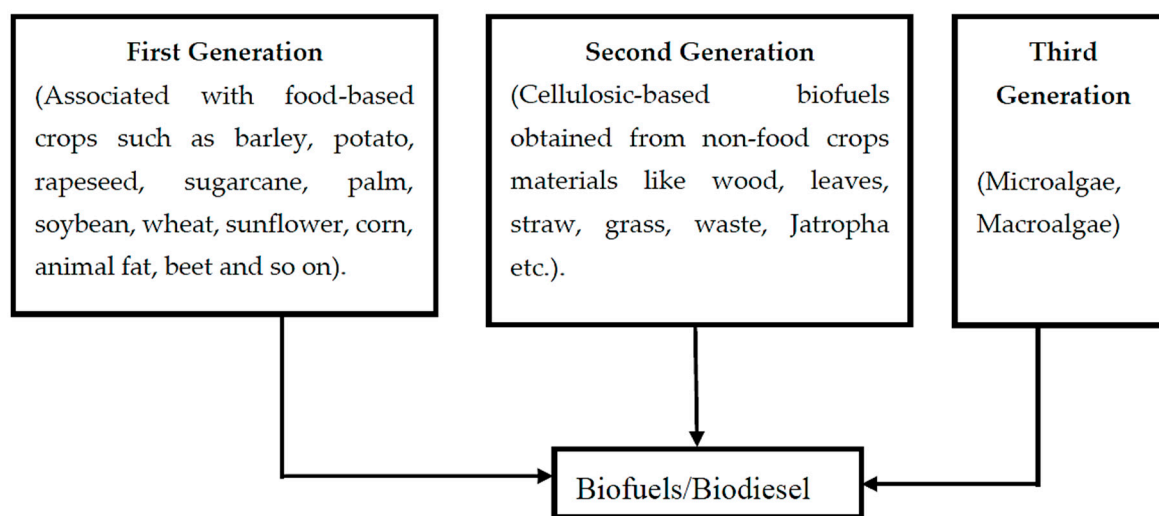 First Generation
(Associated with food-based
crops such as barley, potato,
rapeseed, sugarcane, palm,
soybean, wheat, sunflower, corn,
animal fat, beet and so on).
Second Generation
(Cellulosic-based biofuels
obtained from non-food crops
materials like wood, leaves,
straw, grass, waste, Jatropha
etc.).
Third
Generation
(Microalgae,
Macroalgae)
Biofuels/Biodiesel